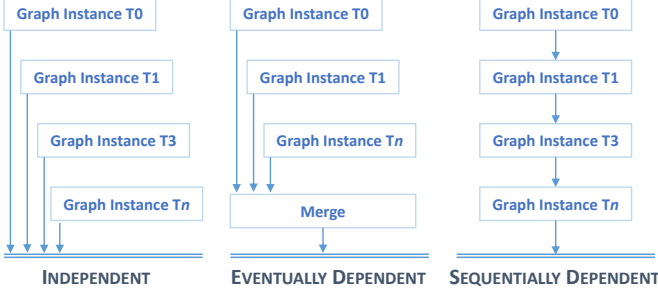 Graph Instance T0
Graph Instance T1
Graph Instance T3
Graph Instance Tn
INDEPENDENT
Graph Instance T0
Graph Instance T1
Graph Instance Tn
Merge
EVENTUALLY DEPENDENT
Graph Instance T0
Graph Instance T1
Graph Instance T3
Graph Instance Tn
SEQUENTIALLY DEPENDENT